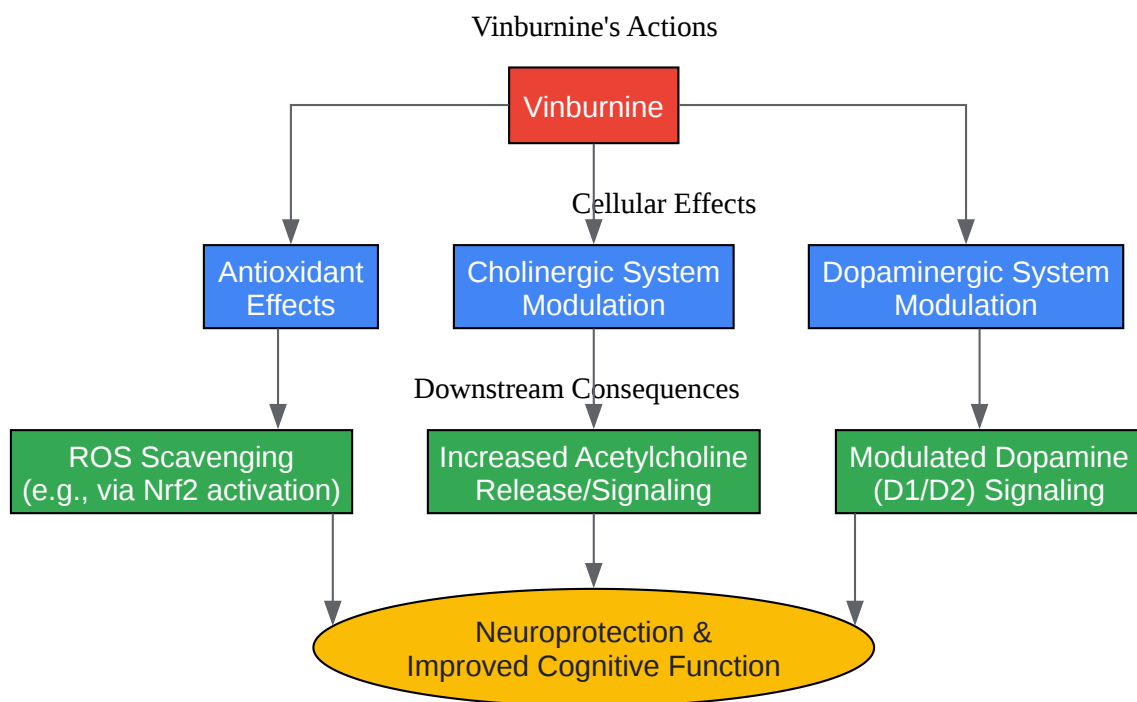 Vinburnine's Actions
Vinburnine
Cellular Effects
Antioxidant
Effects
Cholinergic System
Modulation
Dopaminergic System
Modulation
Downstream Consequences
ROS Scavenging
(e.g., via Nrf2 activation)
Increased Acetylcholine
Release/Signaling
Modulated Dopamine
(D1/D2) Signaling
Neuroprotection &
Improved Cognitive Function